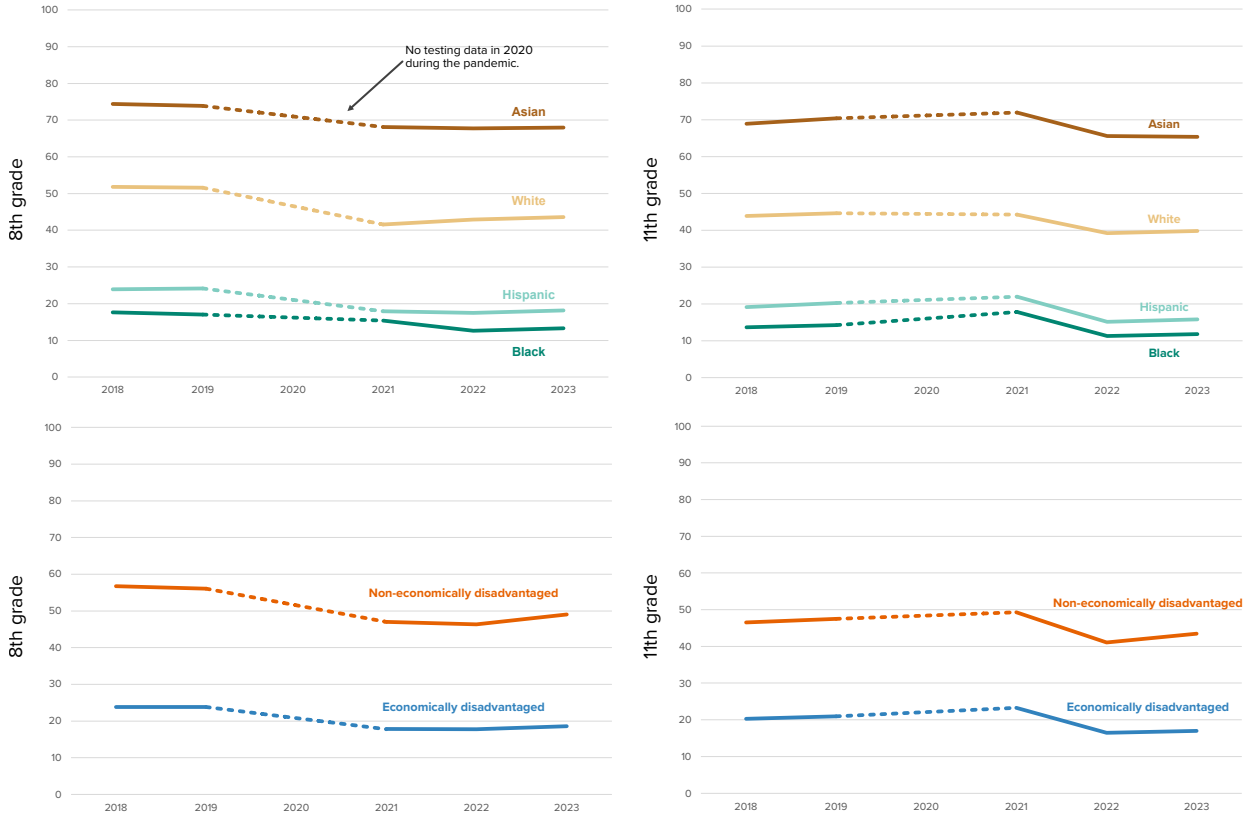 8th grade
100
90
80
70
60
50
40
30
20
10
0
No testing data in 2020
during the pandemic.
Asian
White
Hispanic
Black
2018 2019 2020 2021 2022 2023
11th grade
100
90
80
70
60
50
40
30
20
10
0
Asian
White
Hispanic
Black
2018 2019 2020 2021 2022 2023
8th grade
100
90
80
70
60
50
40
30
20
10
0
Non-economically disadvantaged
Economically disadvantaged
2018 2019 2020 2021 2022 2023
11th grade
100
90
80
70
60
50
40
30
20
10
0
Non-economically disadvantaged
Economically disadvantaged
2018 2019 2020 2021 2022 2023